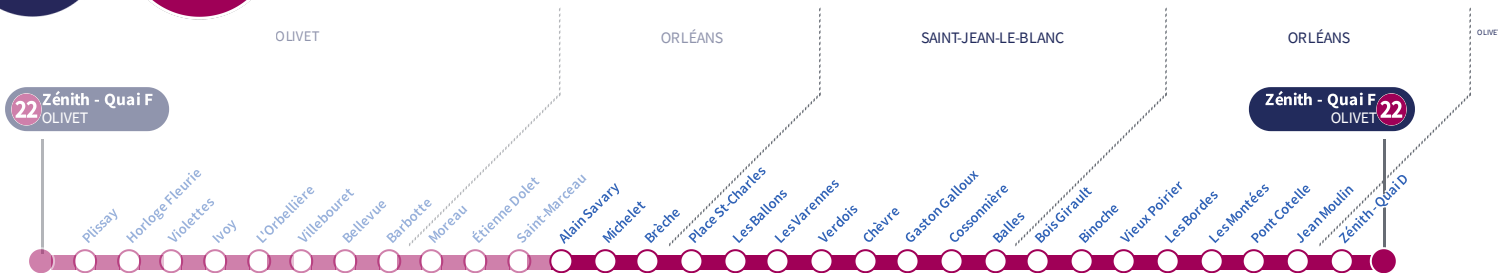 OLIVET
ORLÉANS
SAINT-JEAN-LE-BLANC
ORLÉANS
OLIVE
22
Zénith - Quai F
OLIVET
Zénith - Quai F
OLIVET
22
Plissay
Horloge Fleurie
Violettes
Ivoy
L'Orbellière
Villebouret
Bellevue
Barbotte
Moreau
Étienne Dolet
Saint-Marceau
Alain Savary
Michelet
Brèche
Place St-Charles
Les Ballons
Les Varennes
Verdois
Chèvre
Gaston Galloux
Cossonnière
Balles
Bois Girault
Binoche
Vieux Poirier
Les Bordes
Les Montées
Pont Cotelle
Jean Moulin
Zénith - Quai D